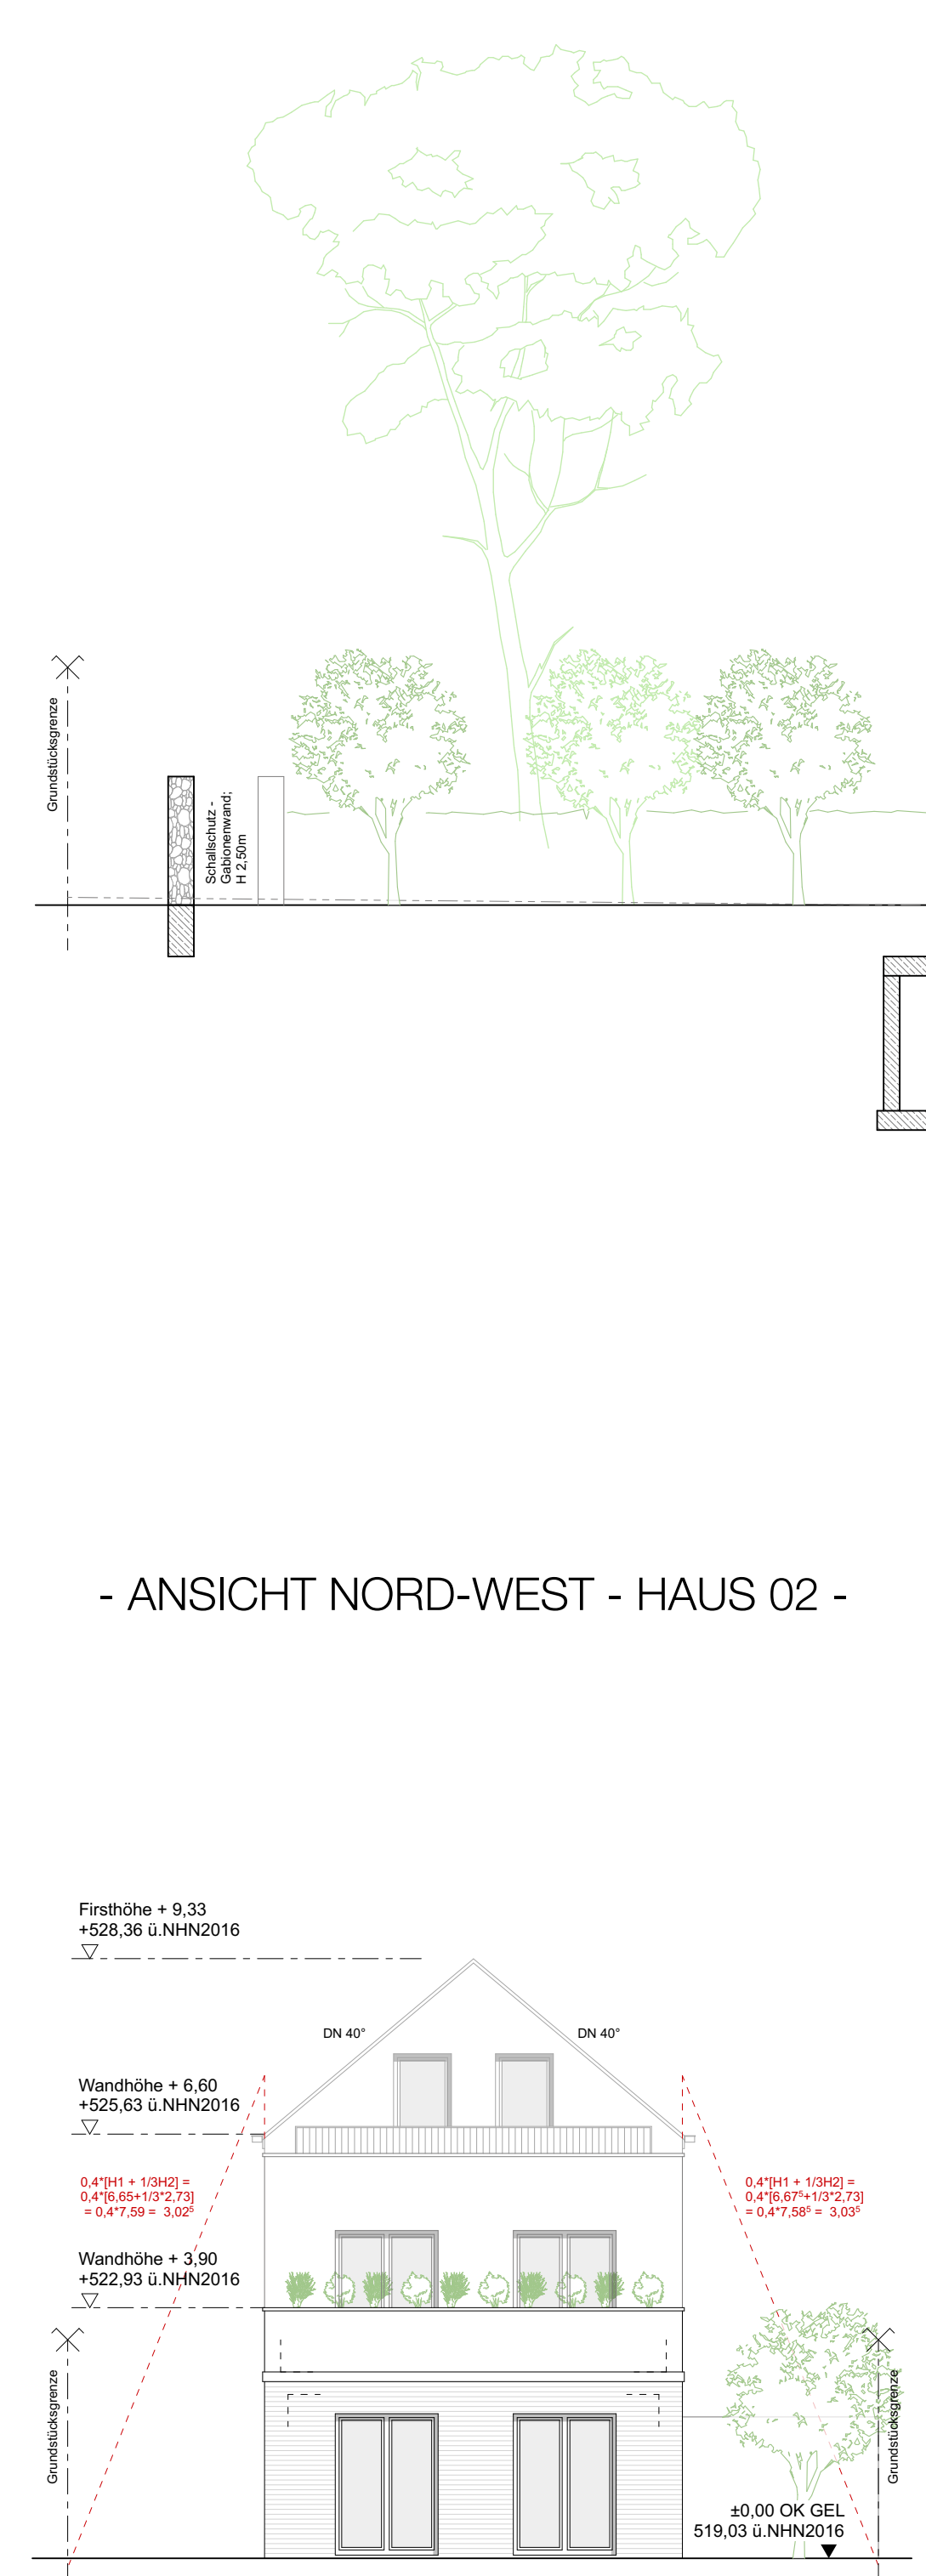 Grundstücksgrenze
Schallschutz -
Gabionenwand;
H 2,50m
- ANSICHT NORD-WEST - HAUS 02 -
Firsthöhe + 9,33
+528,36 ü.NHN2016
DN 40°
DN 40°
Wandhöhe + 6,60
+525,63 ü.NHN2016
0,4*[H1 + 1/3H2] =
0,4*[6,65+1/3*2,73]
= 0,4*7,59 = 3,02⁵
0,4*[H1 + 1/3H2] =
0,4*[6,67⁵+1/3*2,73]
= 0,4*7,58⁵ = 3,03⁵
Wandhöhe + 3,90
+522,93 ü.NHN2016
Grundstücksgrenze
Grundstücksgrenze
±0,00 OK GEL
519,03 ü.NHN2016